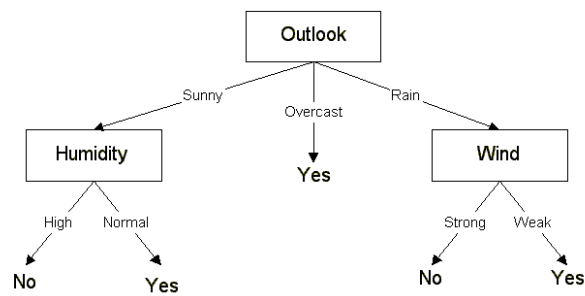 Outlook
Sunny
Overcast
Rain
Humidity
Yes
Wind
High
Normal
Strong
Weak
No
Yes
No
Yes